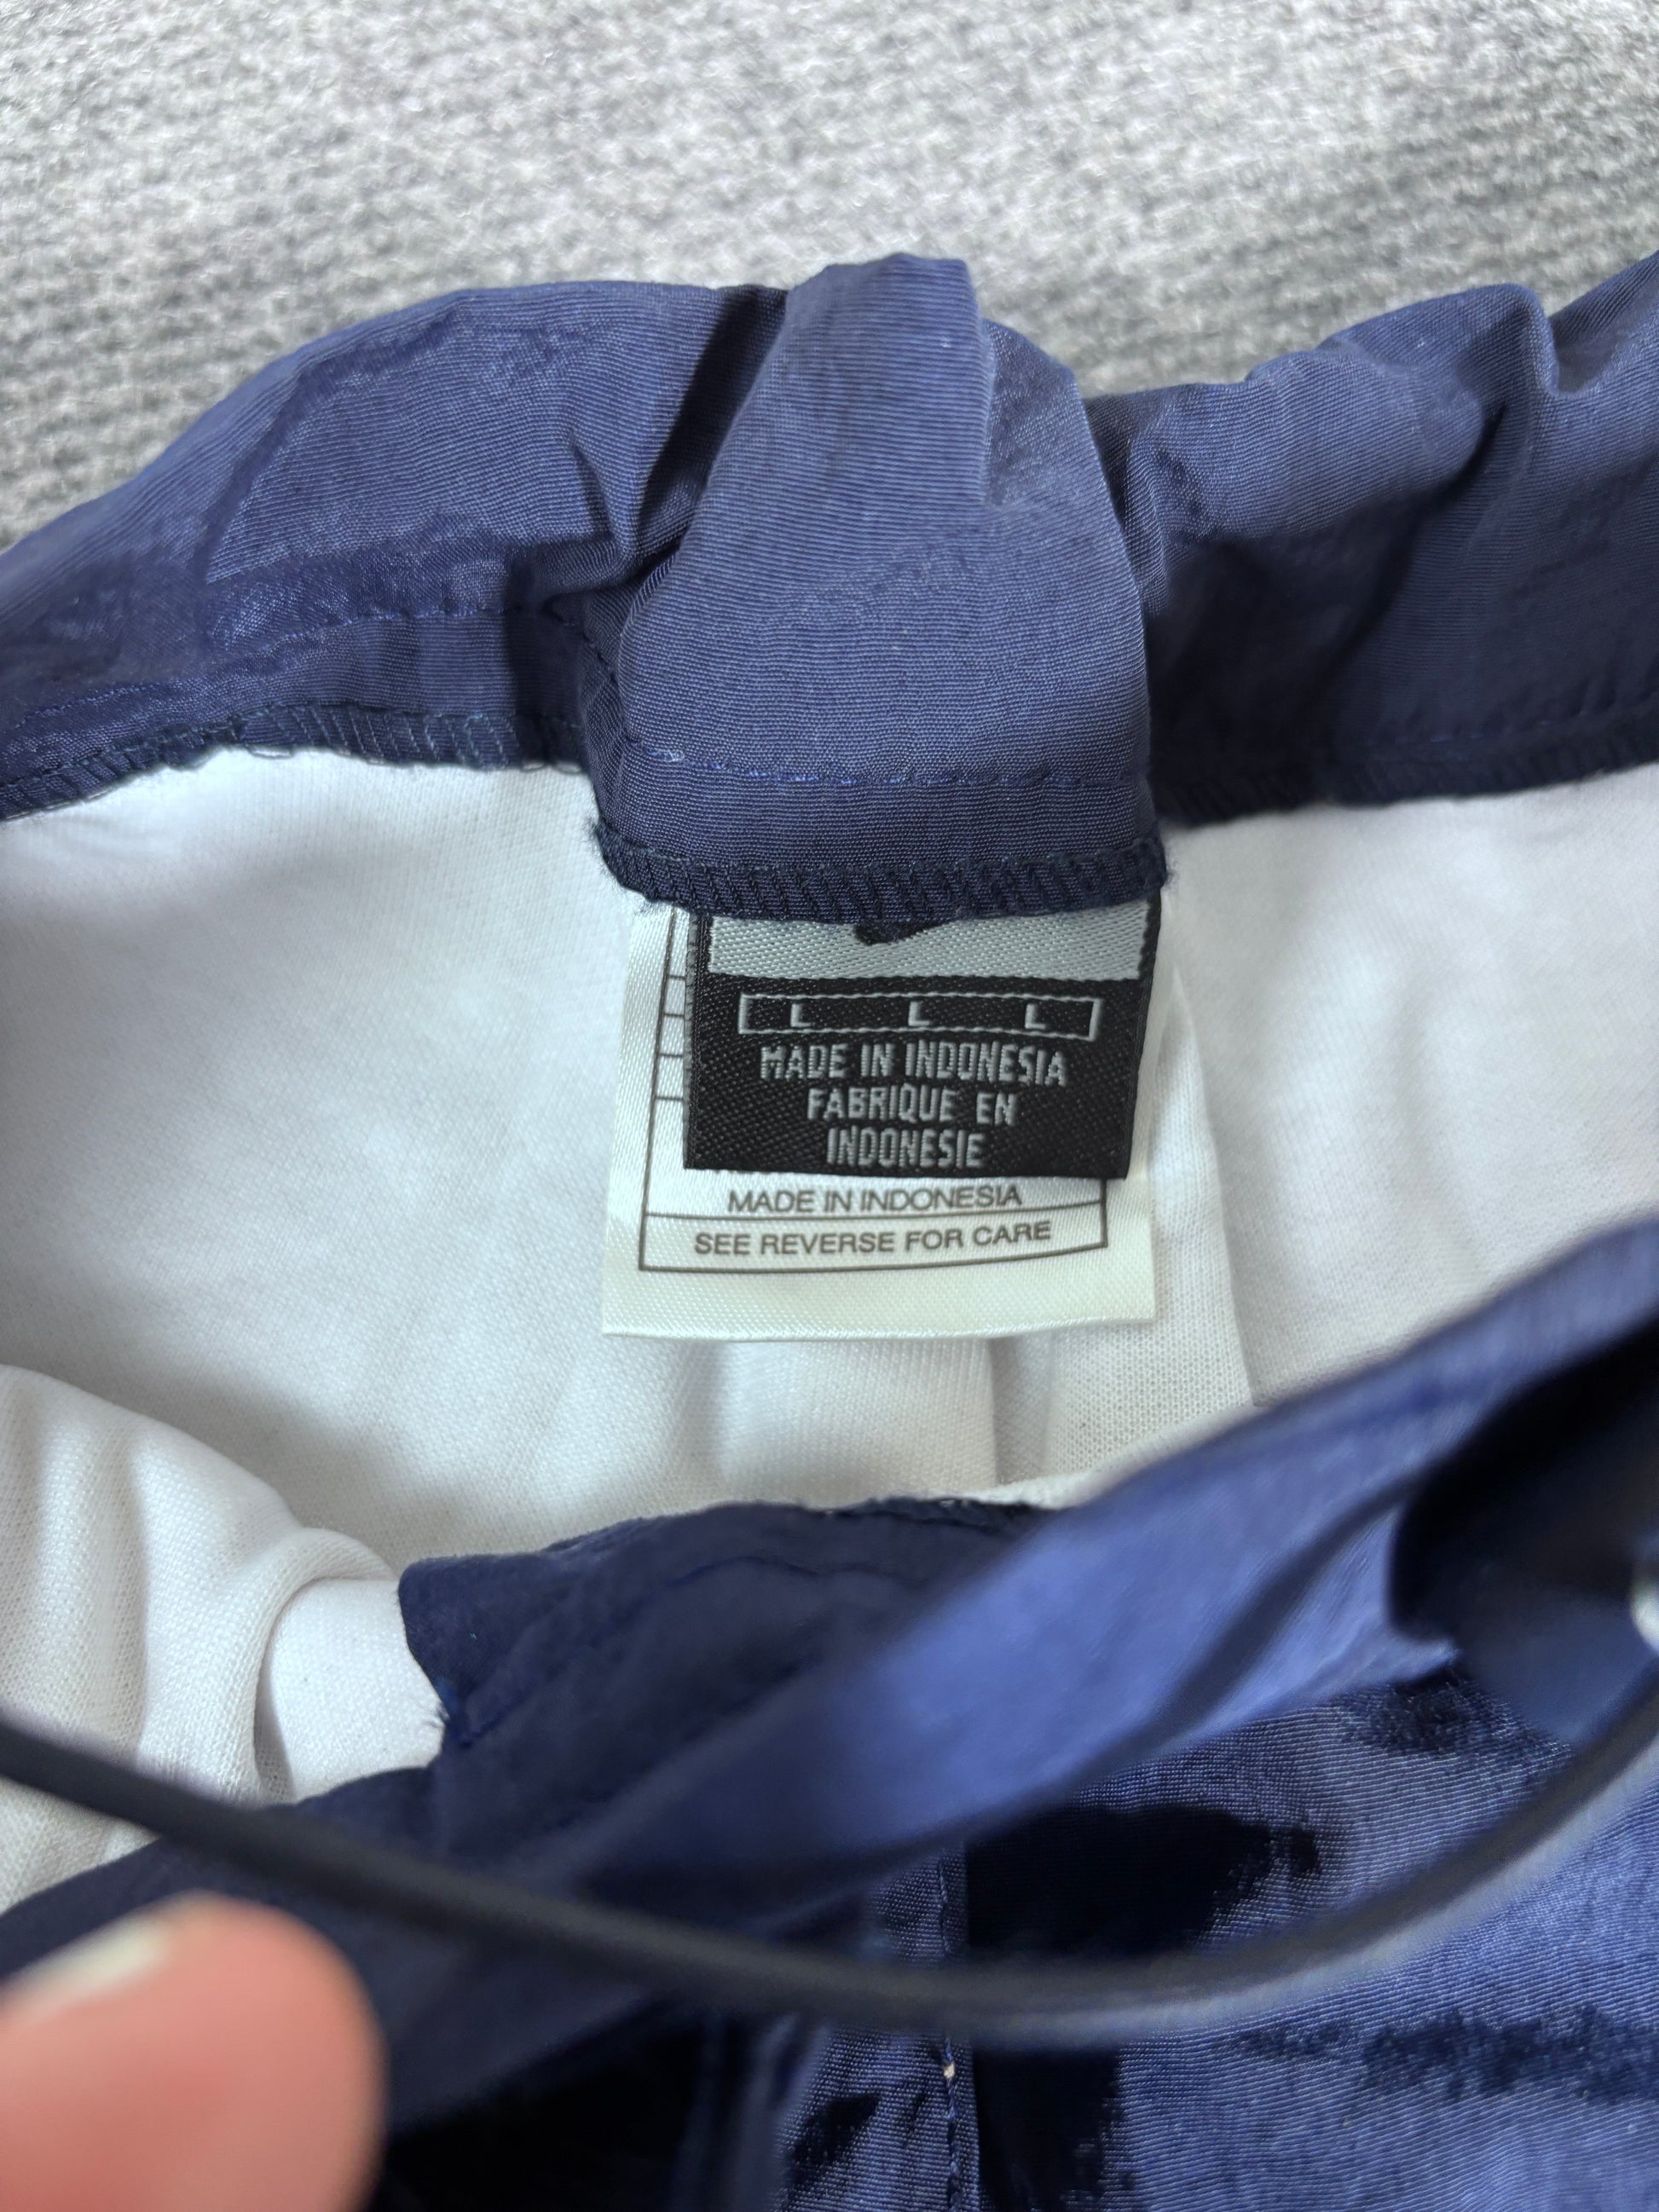 L L L
MADE IN INDONESIA
FABRIQUE EN
INDONESIE
MADE IN INDONESIA
SEE REVERSE FOR CARE